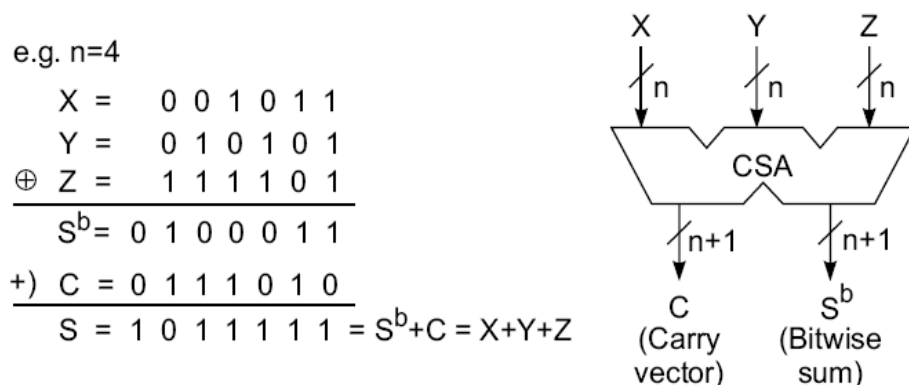 e.g. n=4
X = 0 0 1 0 1 1
Y = 0 1 0 1 0 1
⊕ Z = 1 1 1 1 0 1
S^b = 0 1 0 0 0 1 1
+) C = 0 1 1 1 0 1 0
S = 1 0 1 1 1 1 1 = S^b+C = X+Y+Z
X Y Z
n n n
CSA
n+1 n+1
C S^b
(Carry (Bitwise
vector) sum)